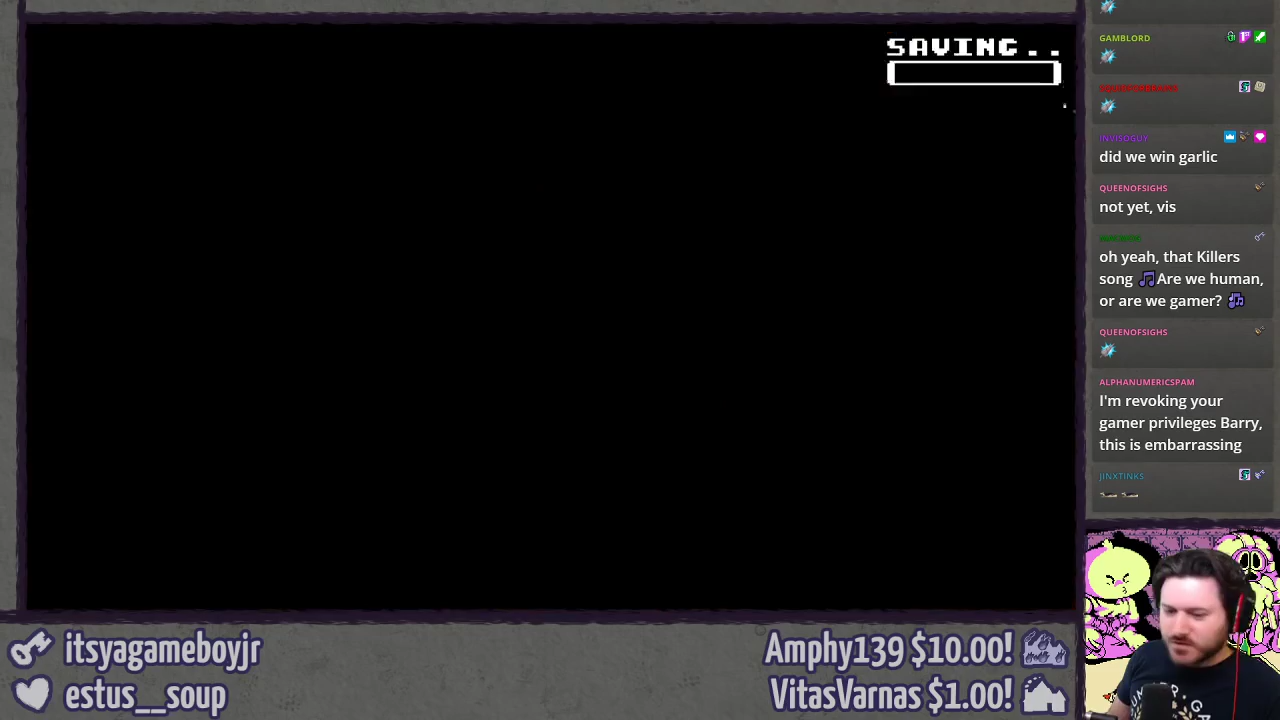 SAVING..
GAMBLORD
INVISOGUY
did we win garlic
QUEENOFSIGHS
not yet, vis
oh yeah, that Killers
song 🎵Are we human,
or are we gamer? 🎶
QUEENOFSIGHS
ALPHANUMERICSPAM
I'm revoking your
gamer privileges Barry,
this is embarrassing
JINXTINKS
itsyagameboyjr
estus__soup
Amphy139 $10.00!
VitasVarnas $1.00!